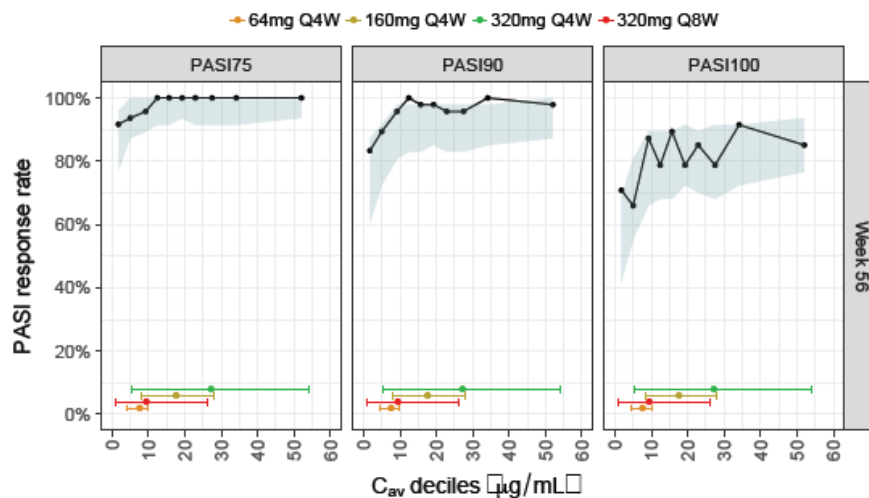 64mg Q4W 160mg Q4W 320mg Q4W 320mg Q8W
PASI75 PASI90 PASI100
PASI response rate
100%
80%
60%
40%
20%
0%
Week 56
0 10 20 30 40 50 60 0 10 20 30 40 50 60 0 10 20 30 40 50 60
Cav deciles □μg/mL□